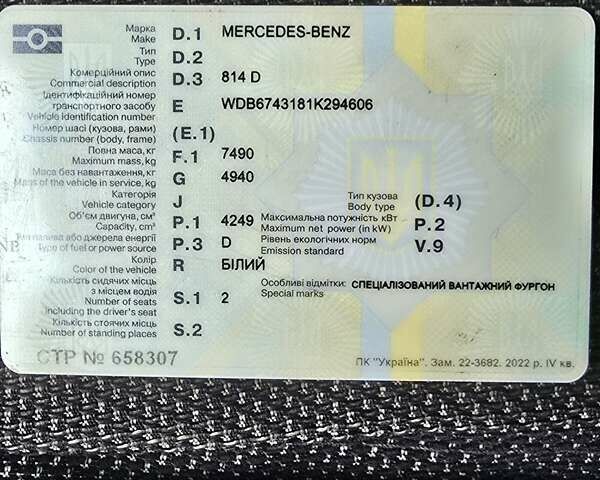 Марка D.1 MERCEDES-BENZ
Make
Тип D.2
Type
Комерційний опис D.3 814 D
Commercial description
Ідентифікаційний номер
транспортного засобу E WDB6743181K294606
Vehicle identification number
Номер шасі (кузова, рами) (E.1)
Chassis number (body, frame)
Повна маса, кг F.1 7490
Maximum mass, kg
Маса без навантаження, кг G 4940
Mass of the vehicle in service, kg
Категорія J Тип кузова (D.4)
Vehicle category Body type
Об'єм двигуна, см³ P.1 4249 Максимальна потужність кВт P.2
Capacity, cm³ Maximum net power (in kW)
Тип палива або джерела енергії P.3 D Рівень екологічних норм V.9
Type of fuel or power source Emission standard
Колір R БІЛИЙ
Color of the vehicle
Кількість сидячих місць Особливі відмітки: СПЕЦІАЛІЗОВАНИЙ ВАНТАЖНИЙ ФУРГОН
з місцем водія S.1 2 Special marks
Number of seats
including the driver's seat
Кількість стоячих місць S.2
Number of standing places
СТР № 658307 ПК "Україна". Зам. 22-3682. 2022 р. IV кв.